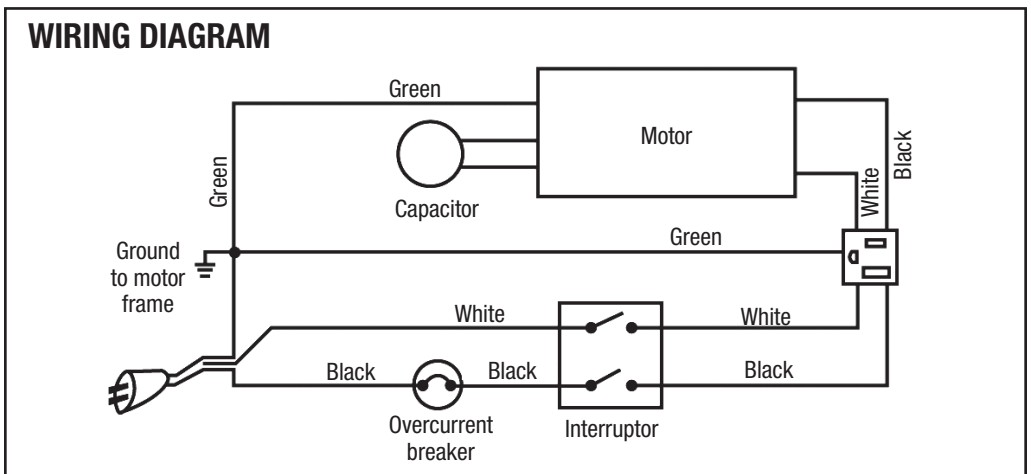 WIRING DIAGRAM
Green
Motor
Black
Green
White
Capacitor
Green
Ground
to motor
frame
White
White
Black
Black
Black
Overcurrent
breaker
Interruptor